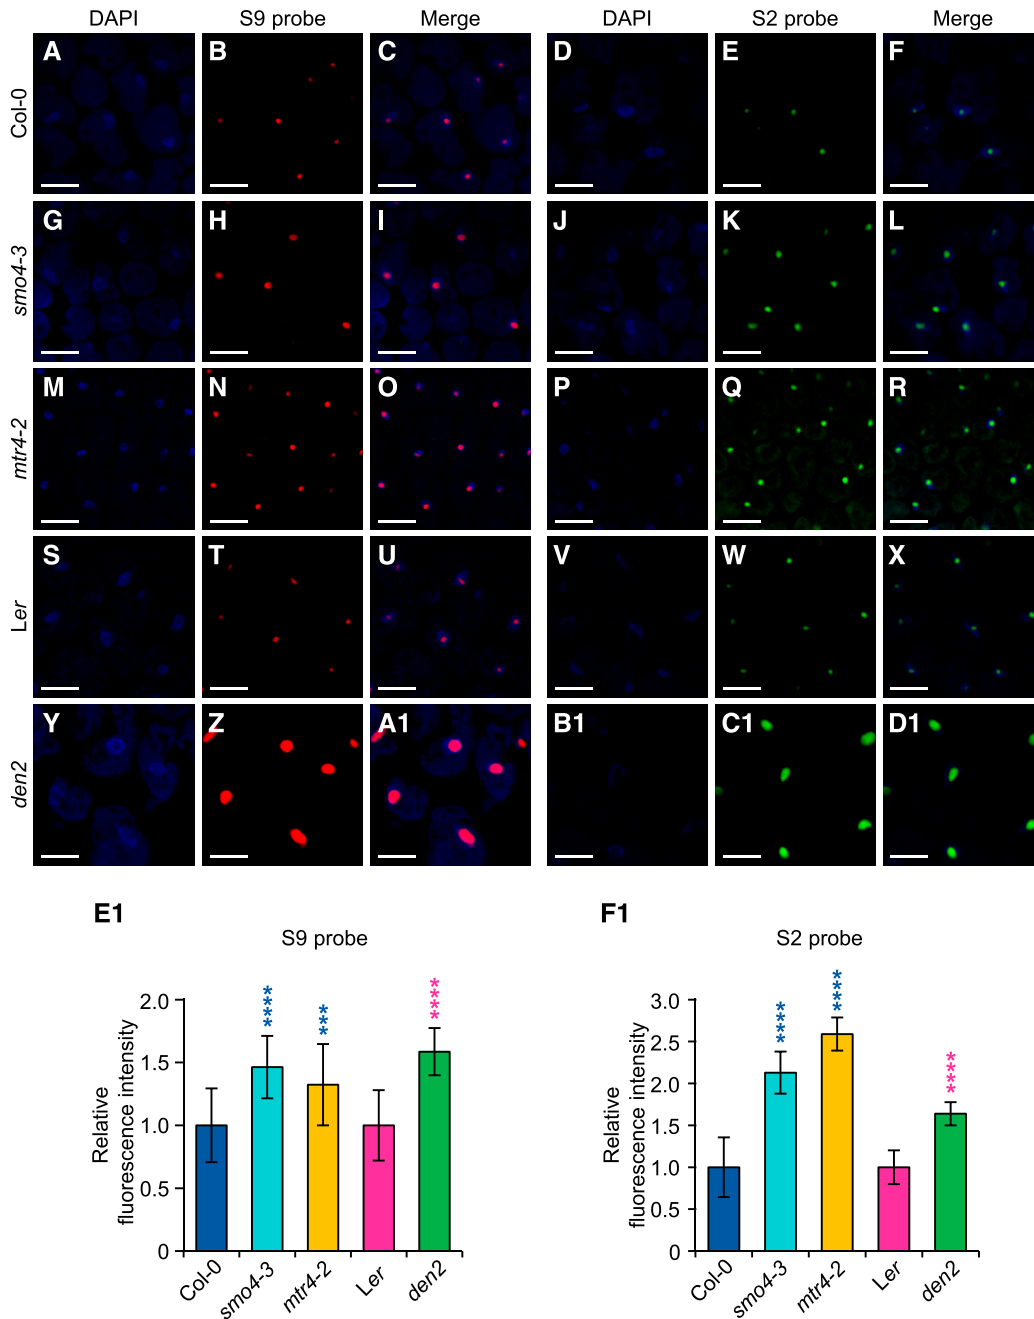 DAPI S9 probe Merge DAPI S2 probe Merge
Col-0 A B C D E F
smo4-3 G H I J K L
mtr4-2 M N O P Q R
Ler S T U V W X
den2 Y Z A1 B1 C1 D1
E1
S9 probe
Relative
fluorescence intensity
2.0
1.5
1.0
0.5
0
****
***
****
Col-0 smo4-3 mtr4-2 Ler den2
F1
S2 probe
Relative
fluorescence intensity
3.0
2.5
2.0
1.5
1.0
0.5
0
****
****
****
Col-0 smo4-3 mtr4-2 Ler den2